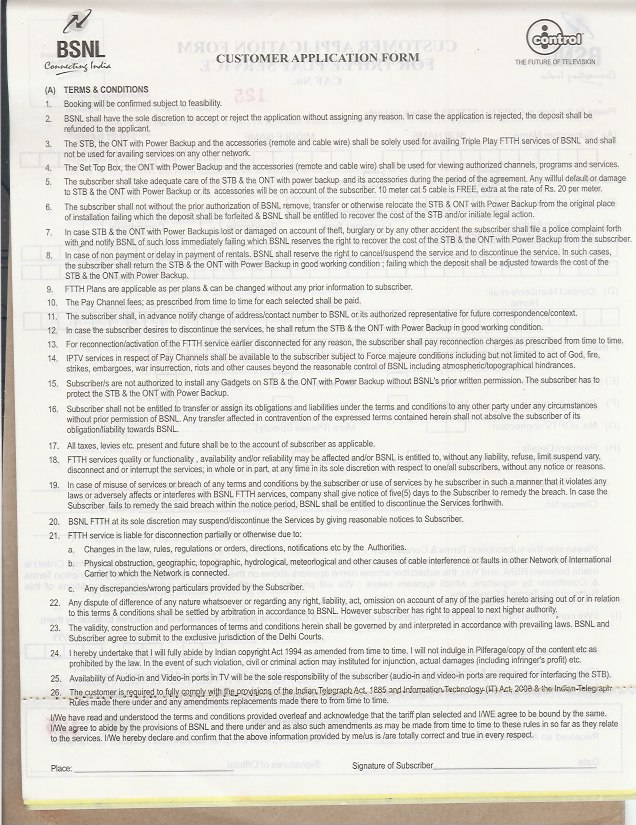 BSNL
Connecting India
CUSTOMER APPLICATION FORM
control
THE FUTURE OF TELEVISION
(A) TERMS & CONDITIONS
1. Booking will be confirmed subject to feasibility.
2. BSNL shall have the sole discretion to accept or reject the application without assigning any reason. In case the application is rejected, the deposit shall be
refunded to the applicant.
3. The STB, the ONT with Power Backup and the accessories (remote and cable wire) shall be solely used for availing Triple Play FTTH services of BSNL and shall
not be used for availing services on any other network.
4. The Set Top Box, the ONT with Power Backup and the accessories (remote and cable wire) shall be used for viewing authorized channels, programs and services.
5. The subscriber shall take adequate care of the STB & the ONT with power backup and its accessories during the period of the agreement. Any willful default or damage
to STB & the ONT with Power Backup or its accessories will be on account of the subscriber. 10 meter cat 5 cable is FREE, extra at the rate of Rs. 20 per meter.
6. The subscriber shall not without the prior authorization of BSNL remove, transfer or otherwise relocate the STB & ONT with Power Backup from the original place
of installation failing which the deposit shall be forfeited & BSNL shall be entitled to recover the cost of the STB and/or initiate legal action.
7. In case STB & the ONT with Power Backupis lost or damaged on account of theft, burglary or by any other accident the subscriber shall file a police complaint forth
with and notify BSNL of such loss immediately failing which BSNL reserves the right to recover the cost of the STB & the ONT with Power Backup from the subscriber.
8. In case of non payment or delay in payment of rentals. BSNL shall reserve the right to cancel/suspend the service and to discontinue the service. In such cases,
the subscriber shall return the STB & the ONT with Power Backup in good working condition ; failing which the deposit shall be adjusted towards the cost of the
STB & the ONT with Power Backup.
9. FTTH Plans are applicable as per plans & can be changed without any prior information to subscriber.
10. The Pay Channel fees; as prescribed from time to time for each selected shall be paid.
11. The subscriber shall, in advance notify change of address/contact number to BSNL or its authorized representative for future correspondence/context.
12. In case the subscriber desires to discontinue the services, he shall return the STB & the ONT with Power Backup in good working condition.
13. For reconnection/activation of the FTTH service earlier disconnected for any reason, the subscriber shall pay reconnection charges as prescribed from time to time.
14. IPTV services in respect of Pay Channels shall be available to the subscriber subject to Force majeure conditions including but not limited to act of God, fire,
strikes, embargoes, war insurrection, riots and other causes beyond the reasonable control of BSNL including atmospheric/topographical hindrances.
15. Subscriber/s are not authorized to install any Gadgets on STB & the ONT with Power Backup without BSNL's prior written permission. The subscriber has to
protect the STB & the ONT with Power Backup.
16. Subscriber shall not be entitled to transfer or assign its obligations and liabilities under the terms and conditions to any other party under any circumstances
without prior permission of BSNL. Any transfer affected in contravention of the expressed terms contained herein shall not absolve the subscriber of its
obligation/liability towards BSNL.
17. All taxes, levies etc. present and future shall be to the account of subscriber as applicable.
18. FTTH services quality or functionality , availability and/or reliability may be affected and/or BSNL is entitled to, without any liability, refuse, limit suspend vary,
disconnect and or interrupt the services; in whole or in part, at any time in its sole discretion with respect to one/all subscribers, without any notice or reasons.
19. In case of misuse of services or breach of any terms and conditions by the subscriber or use of services by he subscriber in such a manner that it violates any
laws or adversely affects or interferes with BSNL FTTH services, company shall give notice of five(5) days to the Subscriber to remedy the breach. In case the
Subscriber fails to remedy the said breach within the notice period, BSNL shall be entitled to discontinue the Services forthwith.
20. BSNL FTTH at its sole discretion may suspend/discontinue the Services by giving reasonable notices to Subscriber.
21. FTTH service is liable for disconnection partially or otherwise due to:
a. Changes in the law, rules, regulations or orders, directions, notifications etc by the Authorities.
b. Physical obstruction, geographic, topographic, hydrological, meteorlogical and other causes of cable interference or faults in other Network of International
Carrier to which the Network is connected.
c. Any discrepancies/wrong particulars provided by the Subscriber.
22. Any dispute of difference of any nature whatsoever or regarding any right, liability, act, omission on account of any of the parties hereto arising out of or in relation
to this terms & conditions shall be settled by arbitration in accordance to BSNL. However subscriber has right to appeal to next higher authority.
23. The validity, construction and performances of terms and conditions herein shall be governed by and interpreted in accordance with prevailing laws. BSNL and
Subscriber agree to submit to the exclusive jurisdiction of the Delhi Courts.
24. I hereby undertake that I will fully abide by Indian copyright Act 1994 as amended from time to time. I will not indulge in Pilferage/copy of the content etc as
prohibited by the law. In the event of such violation, civil or criminal action may instituted for injunction, actual damages (including infringer's profit) etc.
25. Availability of Audio-in and Video-in ports in TV will be the sole responsibility of the subscriber (audio-in and video-in ports are required for interfacing the STB).
26. The customer is required to fully comply with the provisions of the Indian Telegraph Act, 1885 and Information Technology (IT) Act, 2008 & the Indian Telegraph
Rules made there under and any amendments replacements made there to from time to time.
I/We have read and understood the terms and conditions provided overleaf and acknowledge that the tariff plan selected and I/WE agree to be bound by the same.
I/We agree to abide by the provisions of BSNL and there under and as also such amendments as may be made from time to time to these rules in so far as they relate
to the services. I/We hereby declare and confirm that the above information provided by me/us is /are totally correct and true in every respect.
Place:
Signature of Subscriber